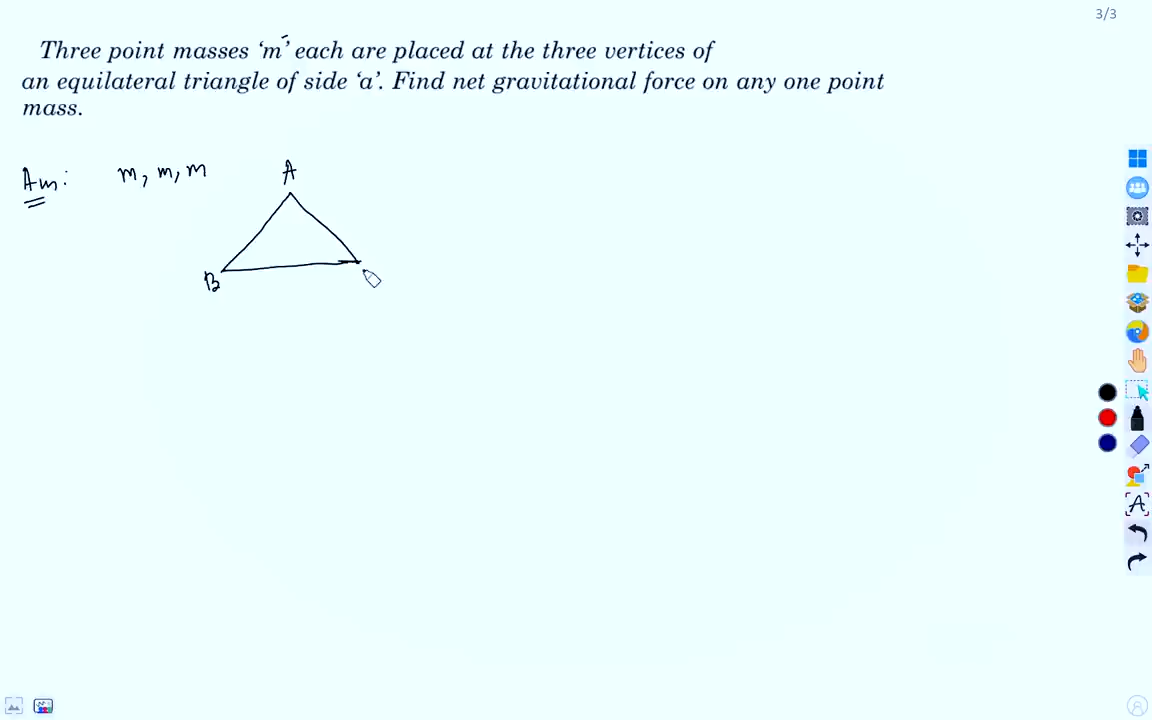 3/3
Three point masses ‘m’ each are placed at the three vertices of
an equilateral triangle of side ‘a’. Find net gravitational force on any one point
mass.
Am: m, m, m A
B